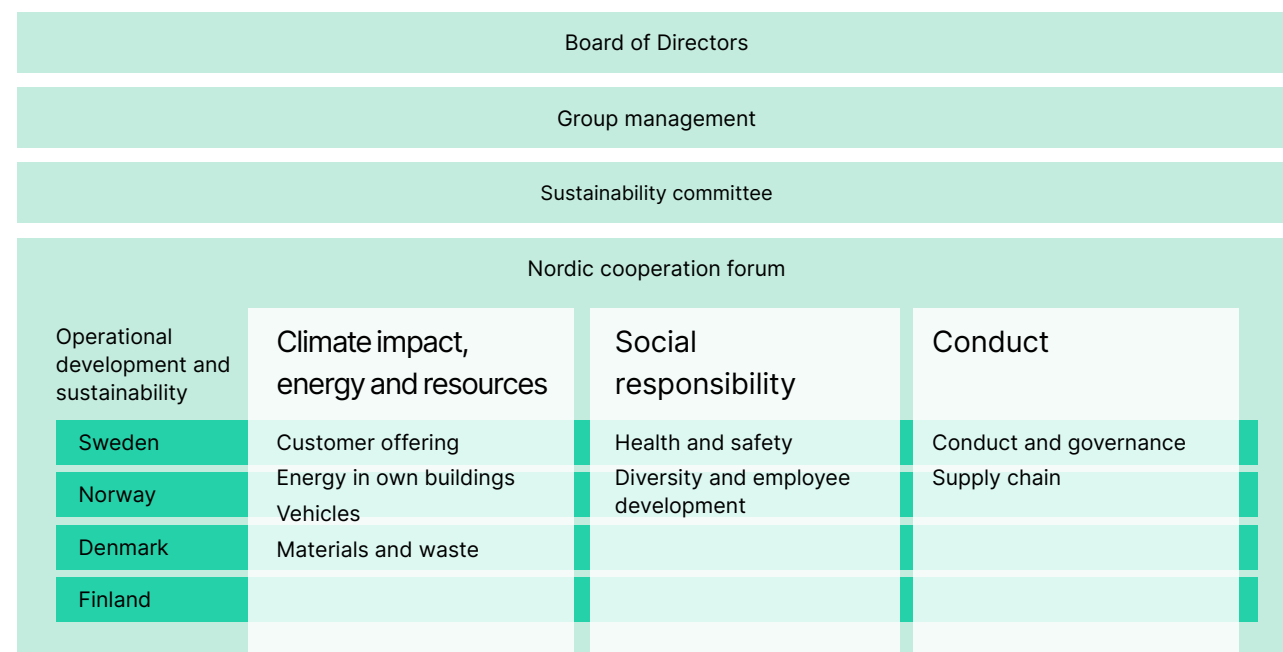 Board of Directors
Group management
Sustainability committee
Nordic cooperation forum
Operational
development and
sustainability
Climate impact,
energy and resources
Social
responsibility
Conduct
Sweden
Norway
Denmark
Finland
Customer offering
Energy in own buildings
Vehicles
Materials and waste
Health and safety
Diversity and employee
development
Conduct and governance
Supply chain